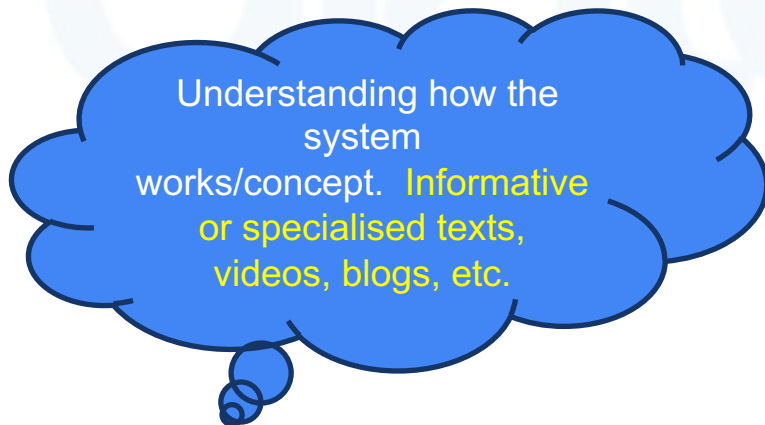 Understanding how the
system
works/concept.  Informative
or specialised texts,
videos, blogs, etc.